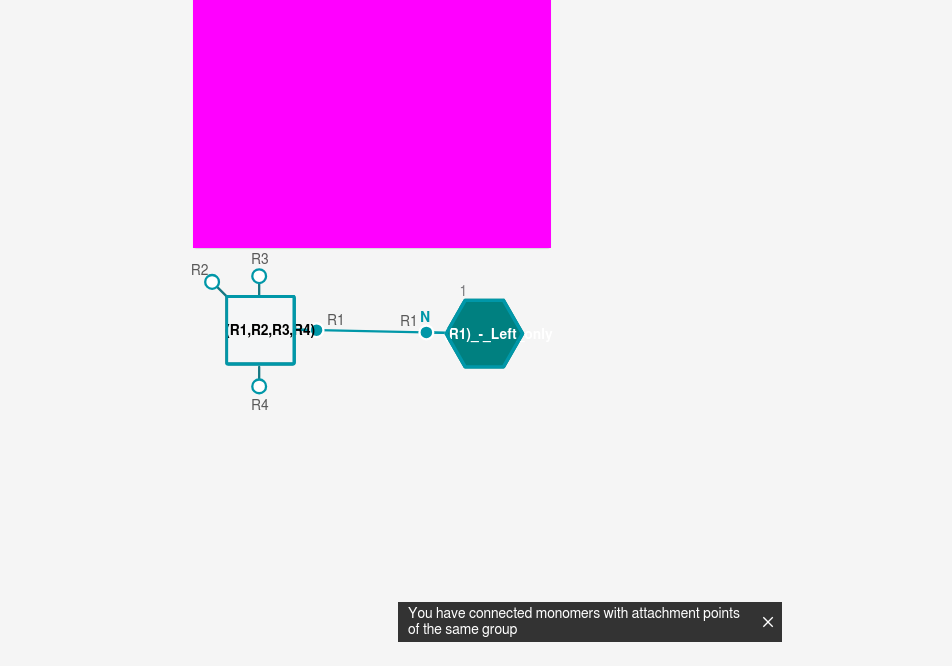 R3
R2
1
(R1,R2,R3,R4)
R1
R1
N
R1)_-_Left only
R4
You have connected monomers with attachment points
of the same group